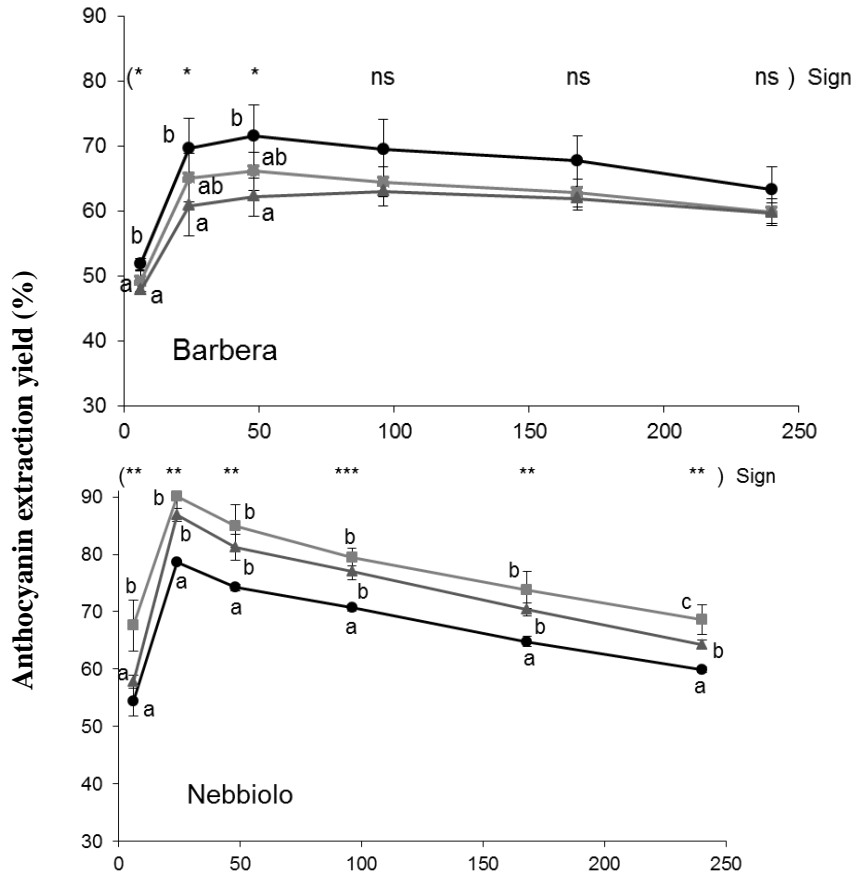 Anthocyanin extraction yield (%)
90
( * * * ns ns ns ) Sign
80
b b
70
ab
ab
60
a a
b
50
a a
40
Barbera
30
0 50 100 150 200 250
( ** ** ** *** ** ** ) Sign
90
b b
b
80
b b
b b
a
70
b a a b c
b
60
a a b
a a
50
40
Nebbiolo
30
0 50 100 150 200 250